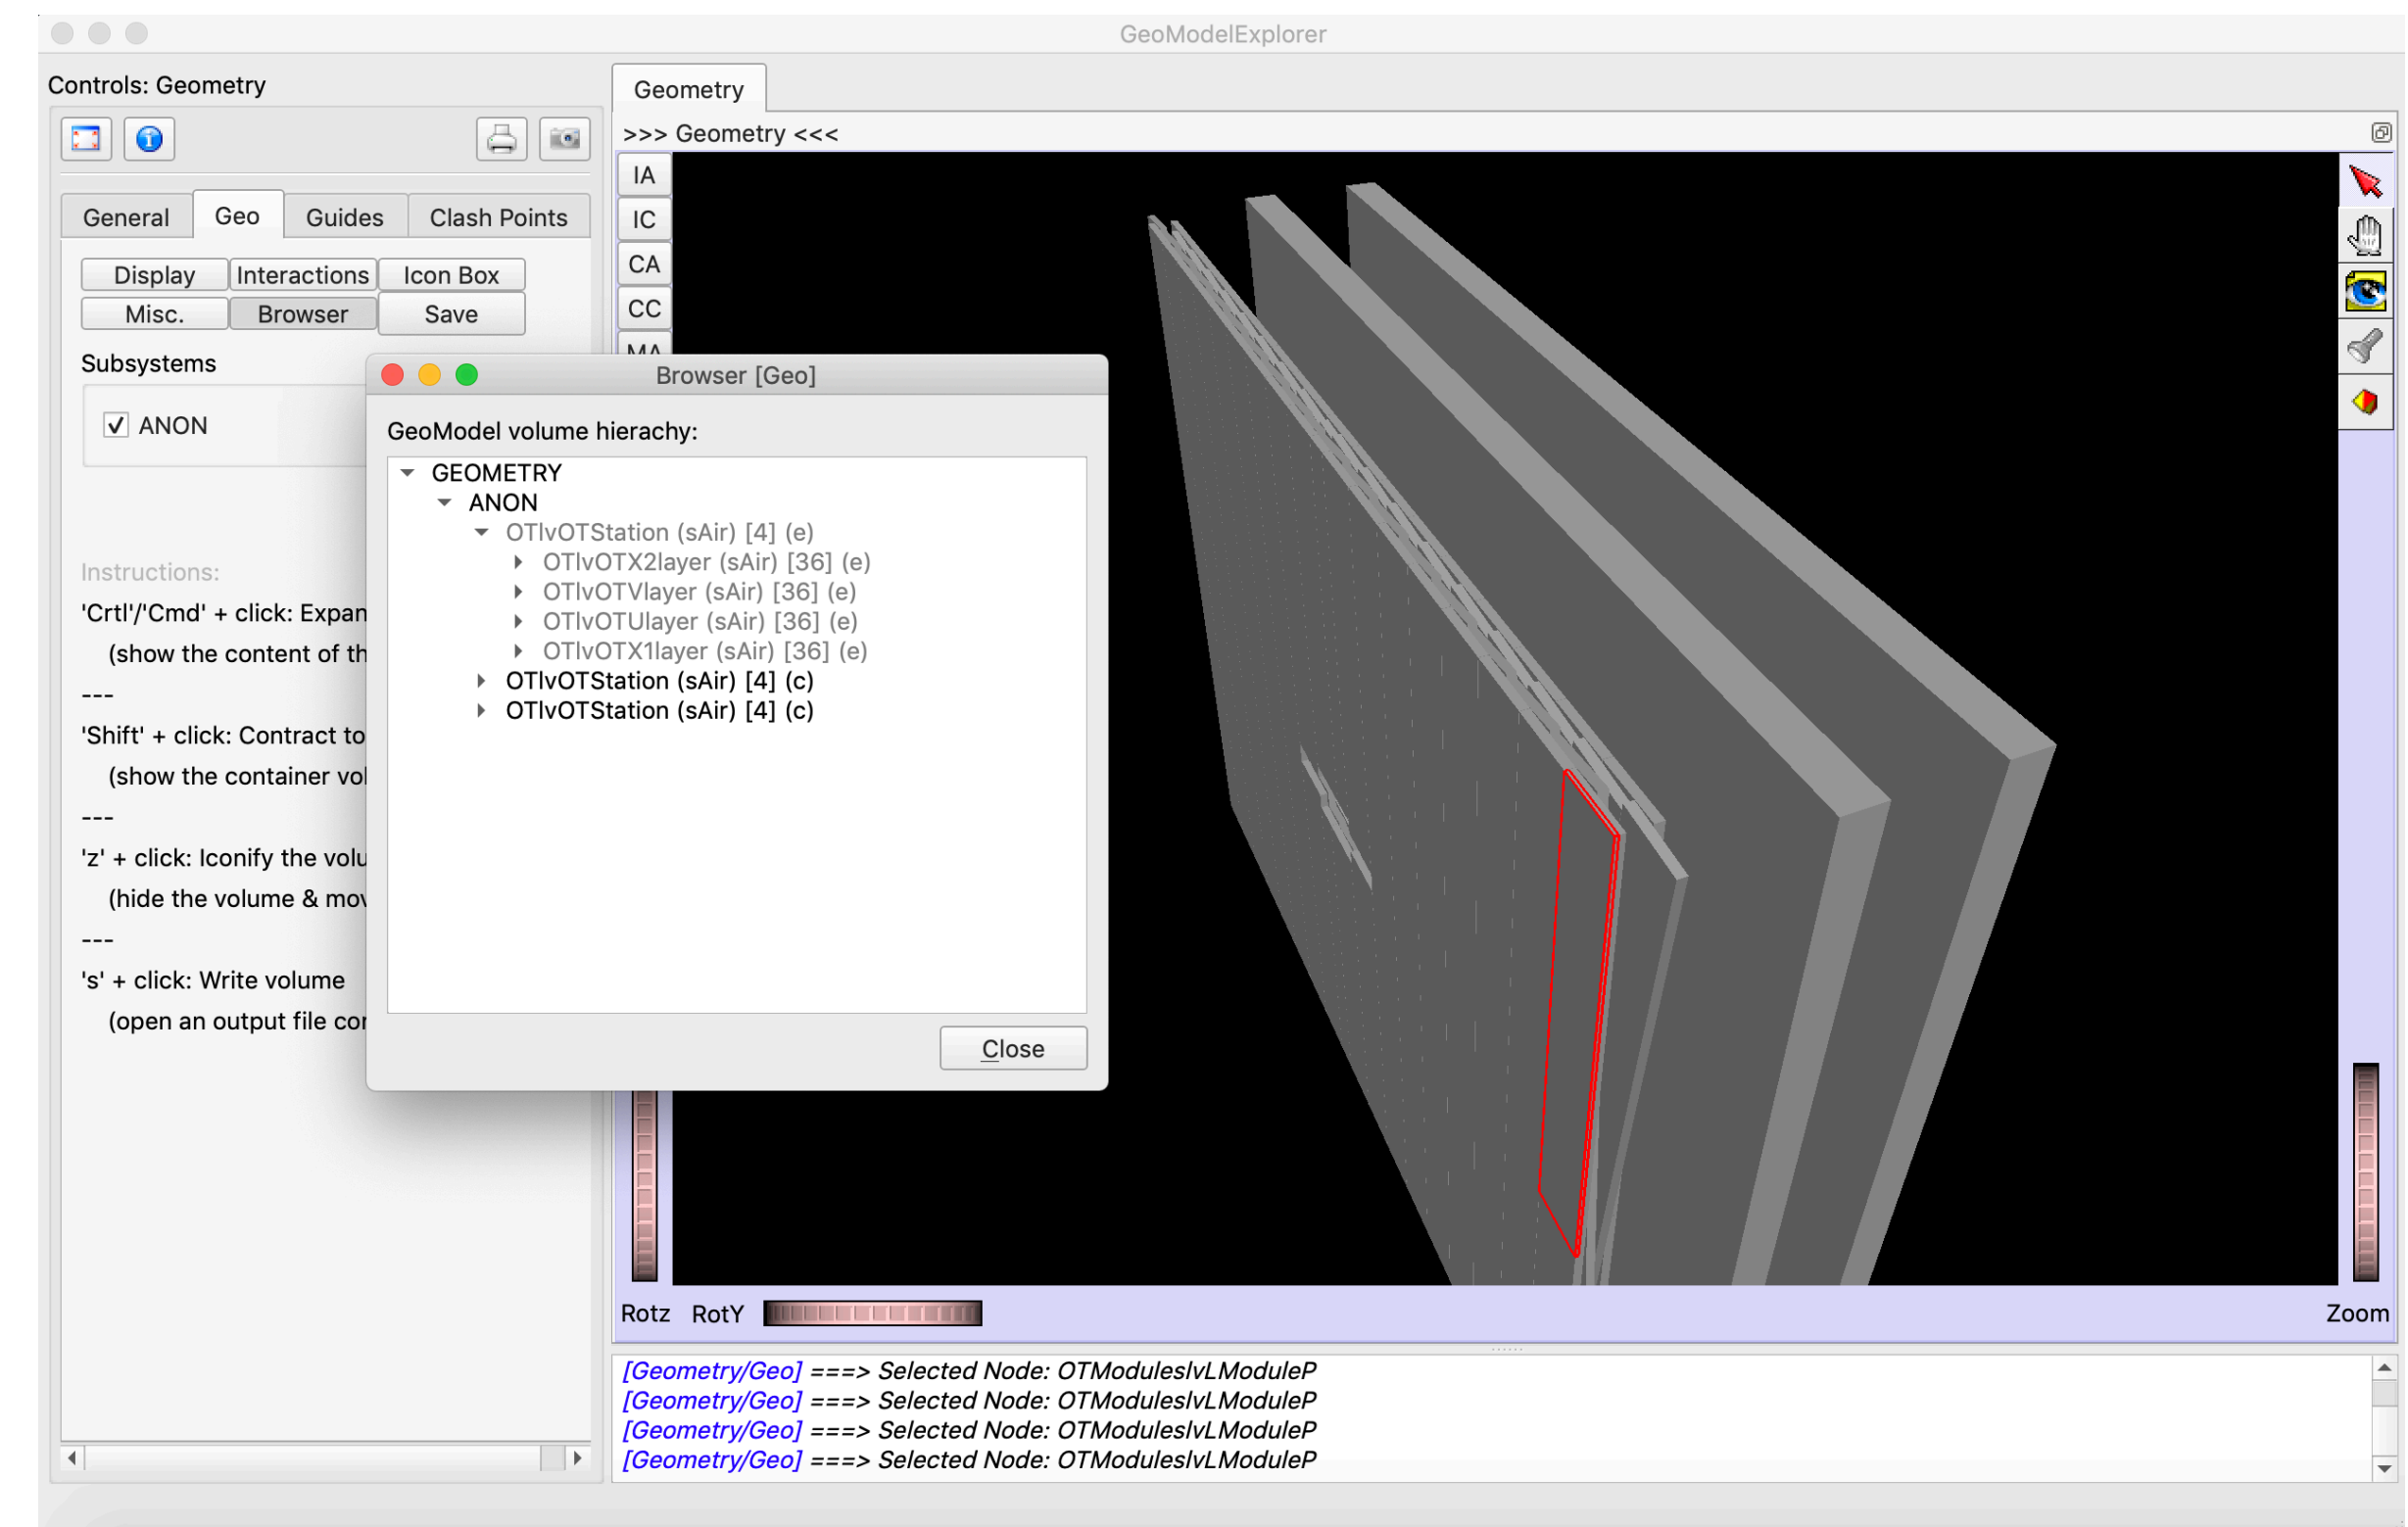 GeoModelExplorer
Controls: Geometry
General
Geo
Guides
Clash Points
Display
Interactions
Icon Box
Misc.
Browser
Save
Subsystems
ANON
Instructions:
'Crtl'/'Cmd' + click: Expan
(show the content of th
---
'Shift' + click: Contract to
(show the container vol
---
'z' + click: Iconify the volu
(hide the volume & mov
---
's' + click: Write volume
(open an output file cor
Browser [Geo]
GeoModel volume hierachy:
GEOMETRY
ANON
OTlvOTStation (sAir) [4] (e)
OTlvOTX2layer (sAir) [36] (e)
OTlvOTVlayer (sAir) [36] (e)
OTlvOTUlayer (sAir) [36] (e)
OTlvOTX1layer (sAir) [36] (e)
OTlvOTStation (sAir) [4] (c)
OTlvOTStation (sAir) [4] (c)
Close
Geometry
>>> Geometry <<<
IA
IC
CA
CC
MA
Rotz
RotY
Zoom
[Geometry/Geo] ===> Selected Node: OTModuleslvLModuleP
[Geometry/Geo] ===> Selected Node: OTModuleslvLModuleP
[Geometry/Geo] ===> Selected Node: OTModuleslvLModuleP
[Geometry/Geo] ===> Selected Node: OTModuleslvLModuleP